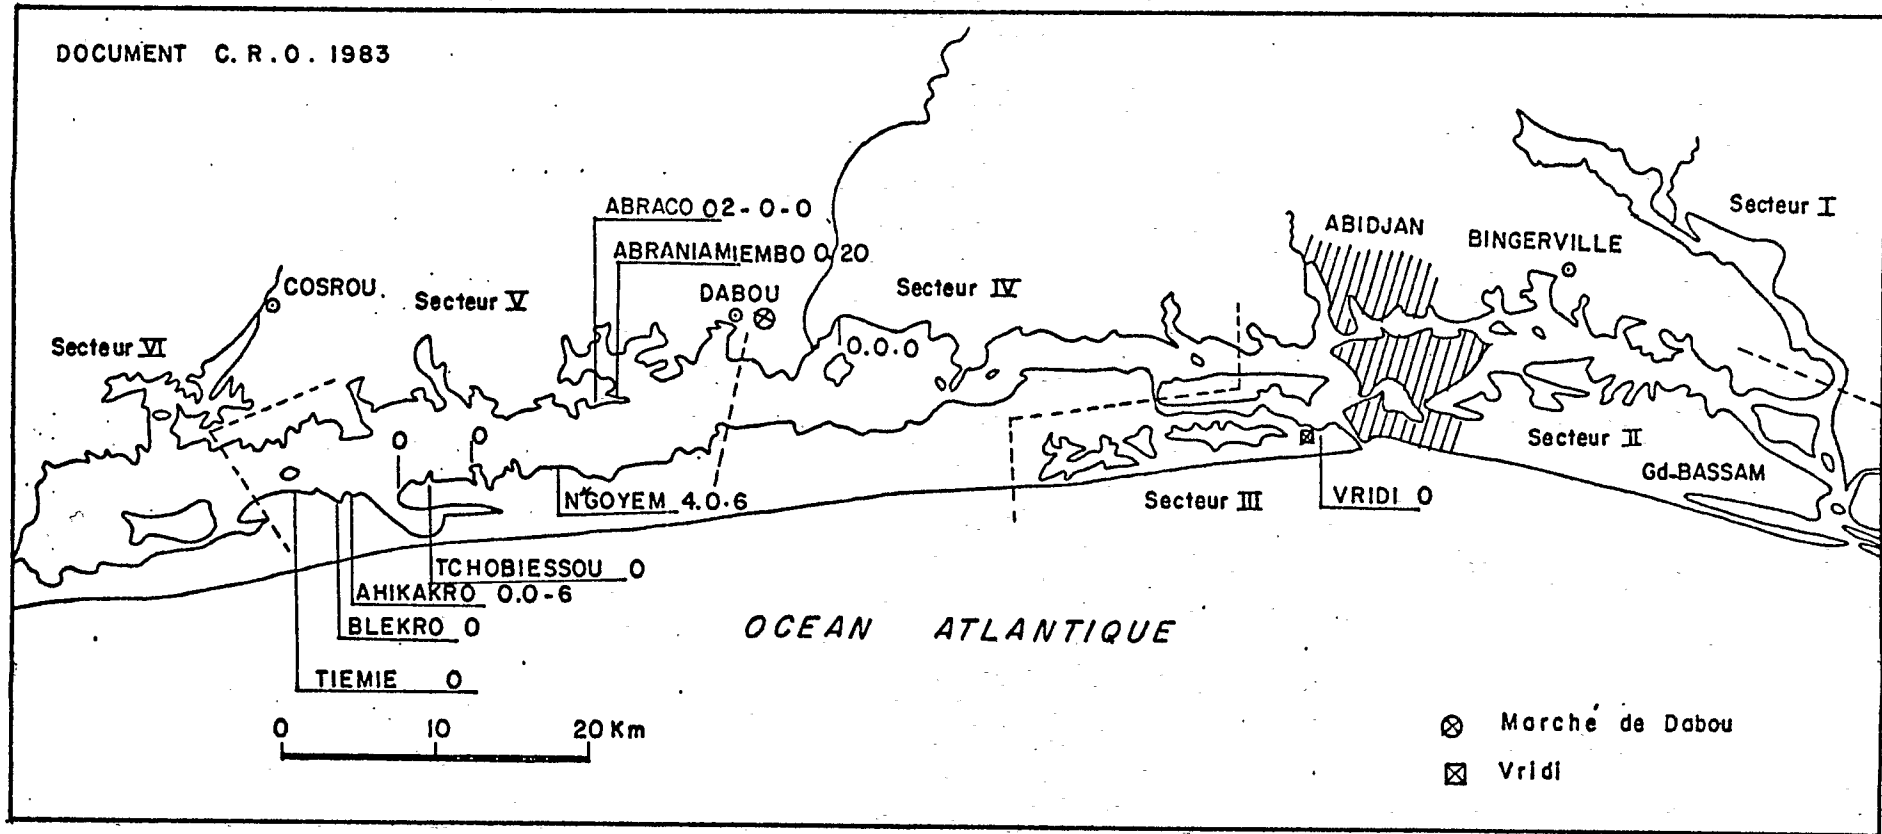 DOCUMENT C. R. O. 1983
Secteur I
ABRACO 02-0-0
ABIDJAN
BINGERVILLE
ABRANIAMIEMBO 0.20
COSROU
Secteur V
DABOU
Secteur IV
Secteur VI
0.0.0
0
0
Secteur II
Gd-BASSAM
N'GOYEM 4.0.6
Secteur III
VRIDI 0
TCHOBIESSOU 0
AHIKAKRO 0.0-6
BLEKRO 0
OCEAN ATLANTIQUE
TIEMIE 0
0 10 20 Km
Marché de Dabou
Vridi